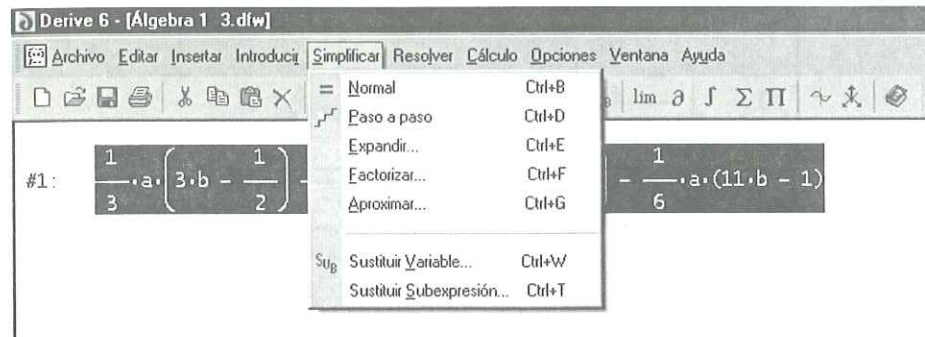 Derive 6 - [Álgebra 1 3.dfw]
Archivo Editar Insertar Introducir Simplificar Resolver Cálculo Opciones Ventana Ayuda
lim ∂ ∫ Σ Π
= Normal Ctrl+B
Paso a paso Ctrl+D
Expandir... Ctrl+E
Factorizar... Ctrl+F
Aproximar... Ctrl+G
SUB Sustituir Variable... Ctrl+W
Sustituir Subexpresión... Ctrl+T
#1: 1/3·a·(3·b - 1/2) - 1/6·a·(11·b - 1)